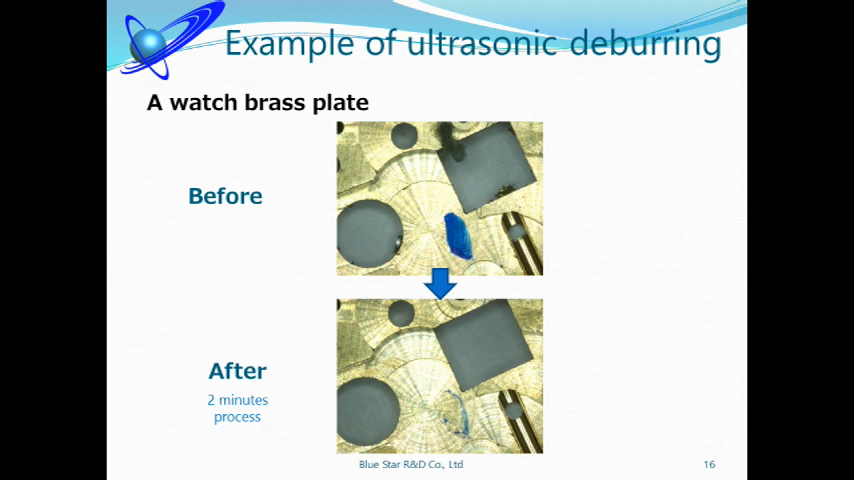 Example of ultrasonic deburring
A watch brass plate
Before
After
2 minutes
process
Blue Star R&D Co., Ltd
16